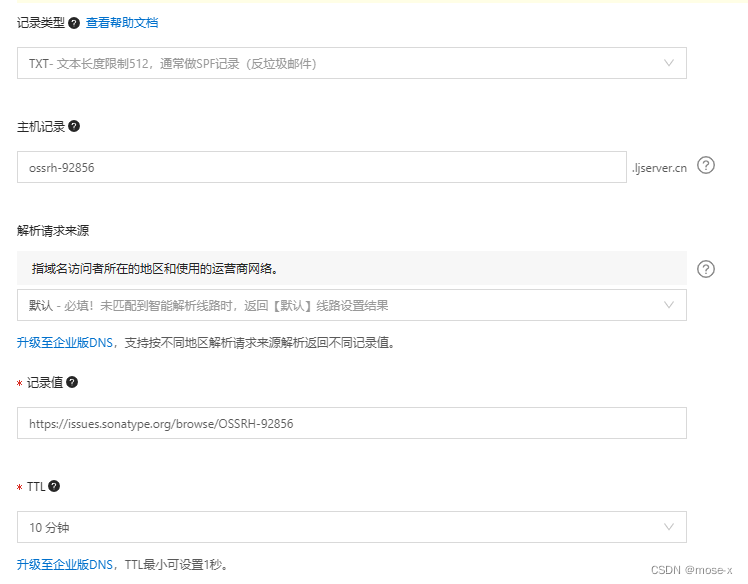 记录类型 ? 查看帮助文档
TXT- 文本长度限制512，通常做SPF记录（反垃圾邮件）
主机记录 ?
ossrh-92856 .ljserver.cn ?
解析请求来源
指域名访问者所在的地区和使用的运营商网络。 ?
默认 - 必填！未匹配到智能解析线路时，返回【默认】线路设置结果
升级至企业版DNS，支持按不同地区解析请求来源解析返回不同记录值。
* 记录值 ?
https://issues.sonatype.org/browse/OSSRH-92856
* TTL ?
10 分钟
升级至企业版DNS，TTL最小可设置1秒。
CSDN @mose-x